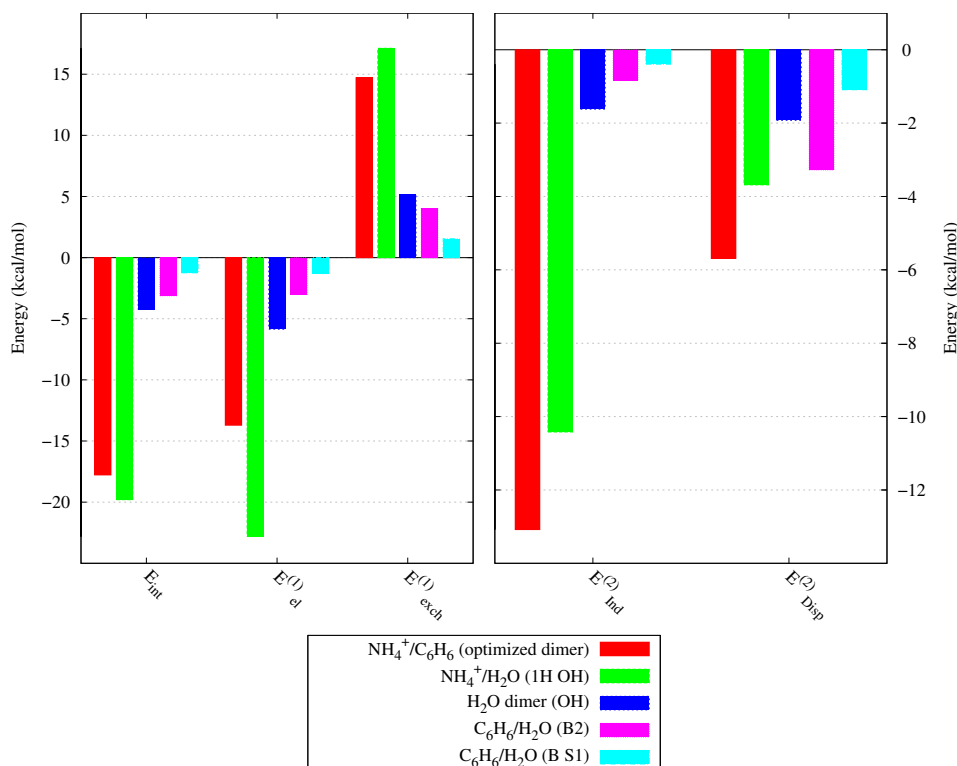 Energy (kcal/mol)
15
10
5
0
−5
−10
−15
−20
E_int
E^(1)_el
E^(1)_exch
0
−2
−4
−6
−8
−10
−12
Energy (kcal/mol)
E^(2)_Ind
E^(2)_Disp
NH₄⁺/C₆H₆ (optimized dimer)
NH₄⁺/H₂O (1H OH)
H₂O dimer (OH)
C₆H₆/H₂O (B2)
C₆H₆/H₂O (B S1)